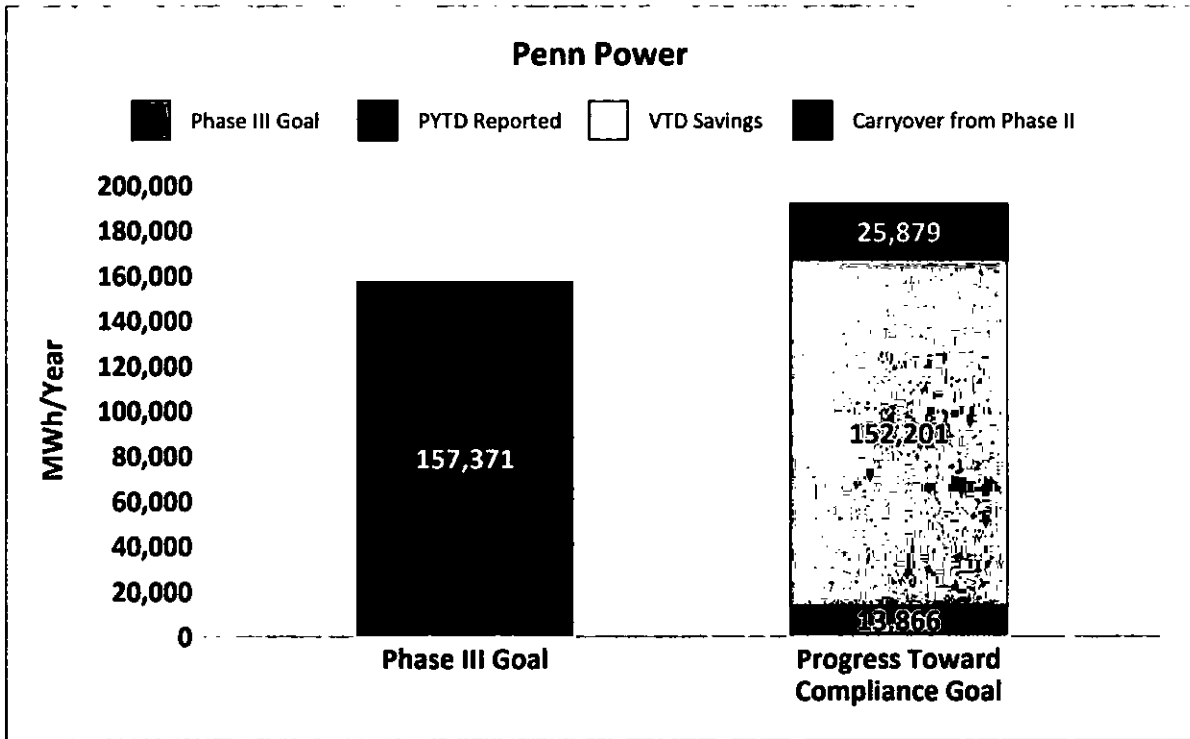 Penn Power
Phase III Goal PYTD Reported VTD Savings Carryover from Phase II
MWh/Year
200,000
180,000
160,000
140,000
120,000
100,000
80,000
60,000
40,000
20,000
0
157,371
25,879
152,201
13,866
Phase III Goal
Progress Toward
Compliance Goal